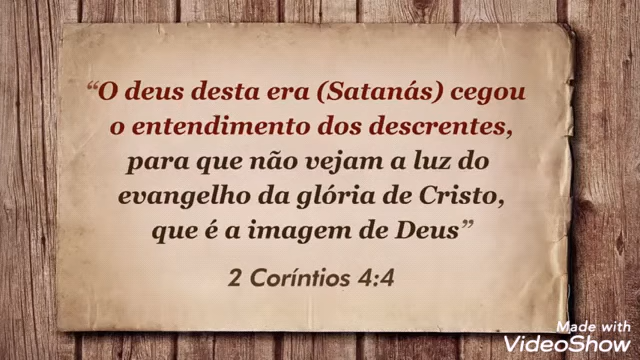 “O deus desta era (Satanás) cegou
o entendimento dos descrentes,
para que não vejam a luz do
evangelho da glória de Cristo,
que é a imagem de Deus”
2 Coríntios 4:4
Made with
VideoShow